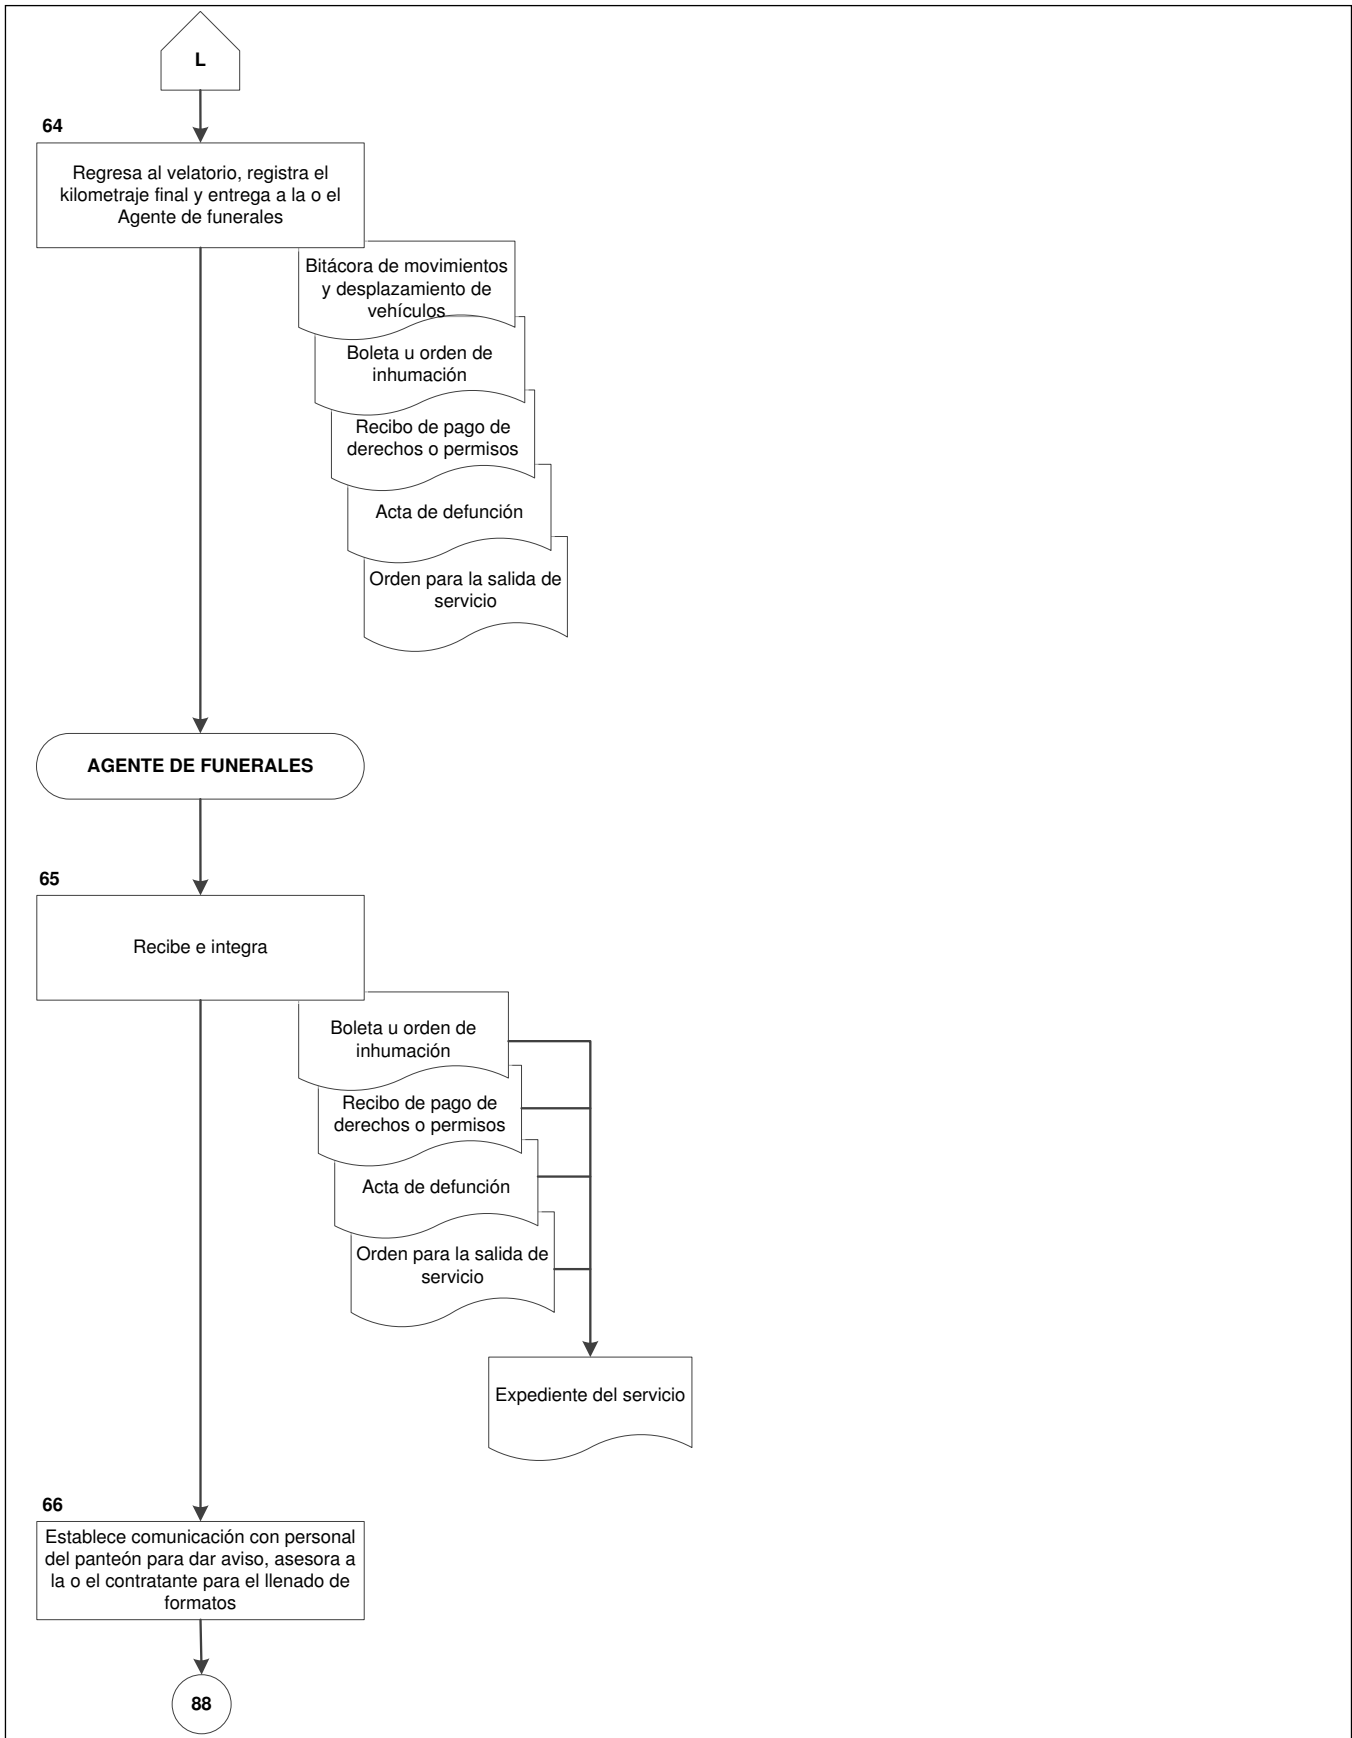 L
64
Regresa al velatorio, registra el
kilometraje final y entrega a la o el
Agente de funerales
Bitácora de movimientos
y desplazamiento de
vehículos
Boleta u orden de
inhumación
Recibo de pago de
derechos o permisos
Acta de defunción
Orden para la salida de
servicio
AGENTE DE FUNERALES
65
Recibe e integra
Boleta u orden de
inhumación
Recibo de pago de
derechos o permisos
Acta de defunción
Orden para la salida de
servicio
Expediente del servicio
66
Establece comunicación con personal
del panteón para dar aviso, asesora a
la o el contratante para el llenado de
formatos
88